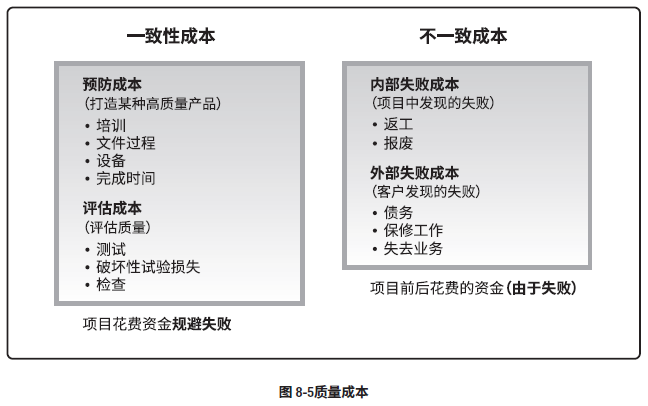 一致性成本
预防成本
（打造某种高质量产品）
• 培训
• 文件过程
• 设备
• 完成时间
评估成本
（评估质量）
• 测试
• 破坏性试验损失
• 检查
项目花费资金规避失败
不一致成本
内部失败成本
（项目中发现的失败）
• 返工
• 报废
外部失败成本
（客户发现的失败）
• 债务
• 保修工作
• 失去业务
项目前后花费的资金（由于失败）
图 8-5质量成本